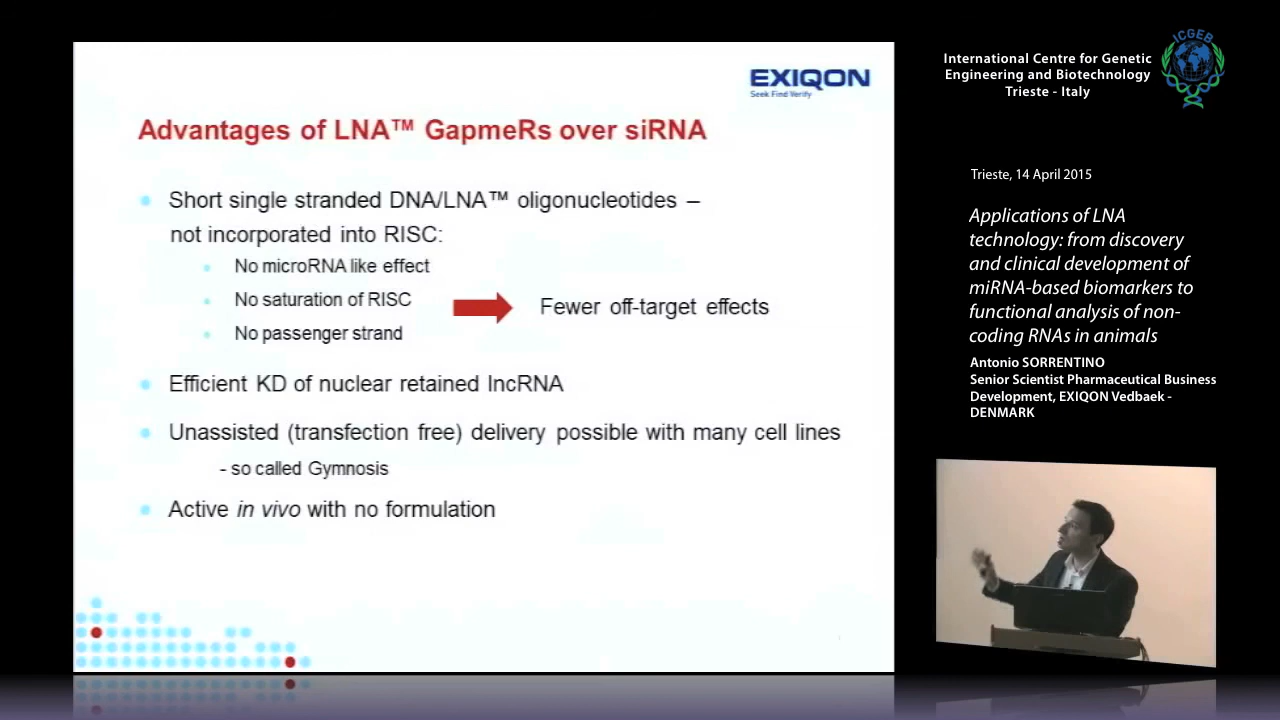 EXIQON
Seek Find Verify
Advantages of LNA™ GapmeRs over siRNA
Short single stranded DNA/LNA™ oligonucleotides –
not incorporated into RISC:
No microRNA like effect
No saturation of RISC
No passenger strand
Fewer off-target effects
Efficient KD of nuclear retained lncRNA
Unassisted (transfection free) delivery possible with many cell lines
- so called Gymnosis
Active in vivo with no formulation
International Centre for Genetic
Engineering and Biotechnology
Trieste - Italy
ICGEB
Trieste, 14 April 2015
Applications of LNA
technology: from discovery
and clinical development of
miRNA-based biomarkers to
functional analysis of non-
coding RNAs in animals
Antonio SORRENTINO
Senior Scientist Pharmaceutical Business
Development, EXIQON Vedbaek -
DENMARK